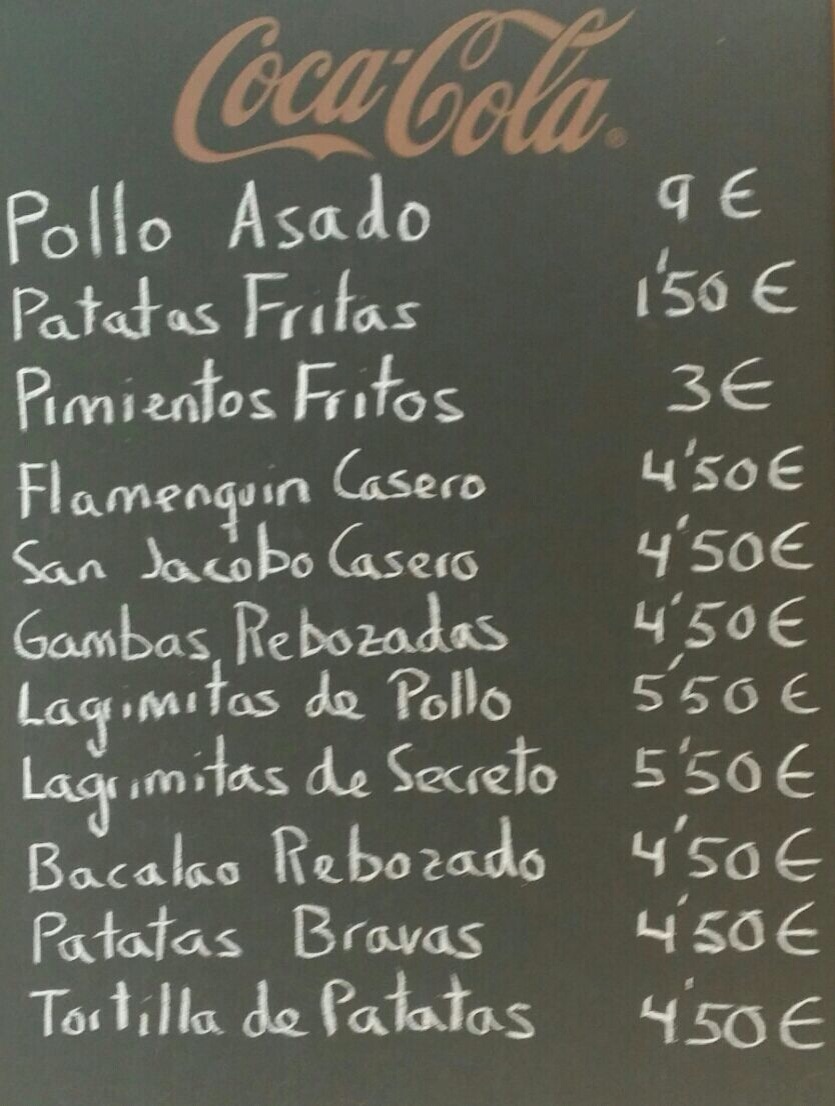 Coca-Cola®
Pollo Asado 9 €
Patatas Fritas 1'50 €
Pimientos Fritos 3 €
Flamenquin Casero 4'50 €
San Jacobo Casero 4'50 €
Gambas Rebozadas 4'50 €
Lagrimitas de Pollo 5'50 €
Lagrimitas de Secreto 5'50 €
Bacalao Rebozado 4'50 €
Patatas Bravas 4'50 €
Tortilla de Patatas 4'50 €